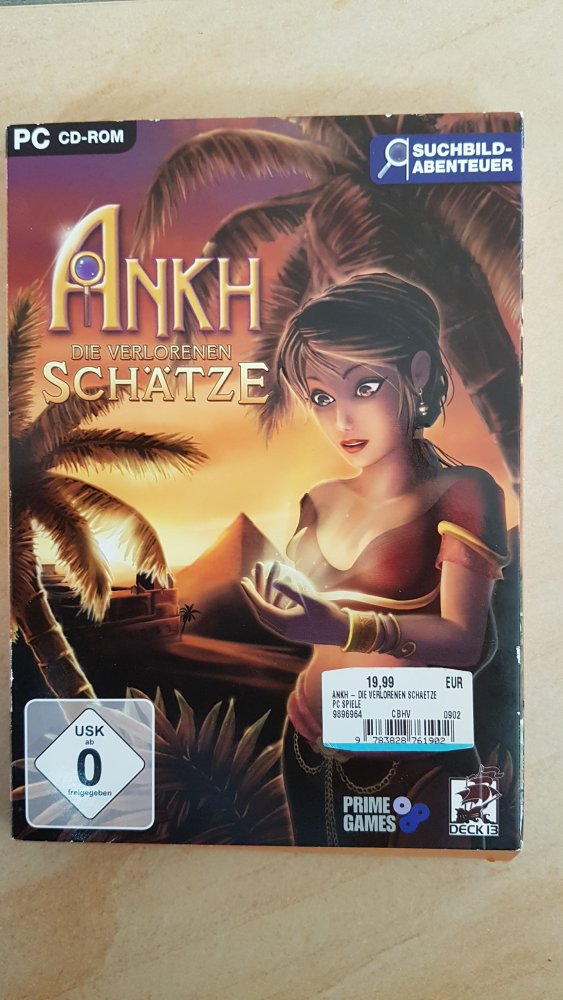 PC CD-ROM
SUCHBILD-
ABENTEUER
ANKH
DIE VERLORENEN
SCHÄTZE
19,99 EUR
ANKH - DIE VERLORENEN SCHAETZE
PC SPIELE
9896964 CBHV 0902
9 783828 761902
USK
ab
0
freigegeben
PRIME
GAMES
DECK 13